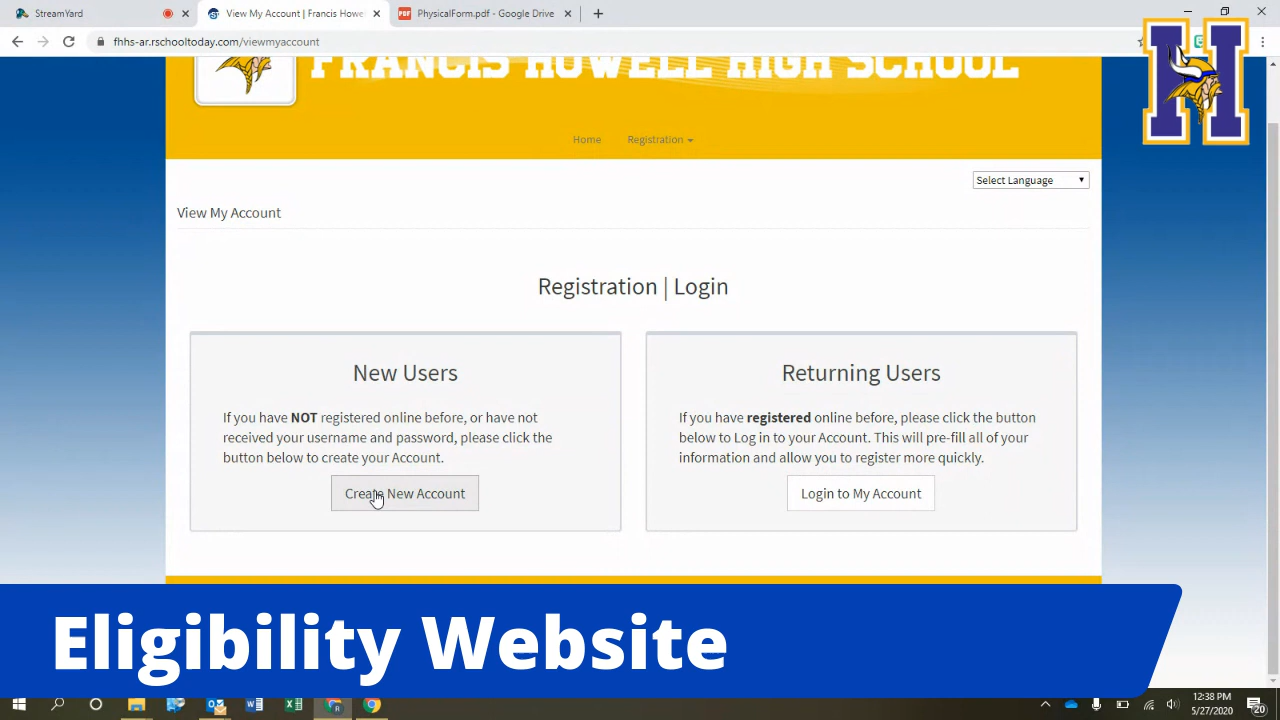 StreamYard
View My Account | Francis Howe
PhysicalForm.pdf - Google Drive
fhhs-ar.rschooltoday.com/viewmyaccount
FRANCIS HOWELL HIGH SCHOOL
H
Home
Registration
Select Language
View My Account
Registration | Login
New Users
If you have NOT registered online before, or have not
received your username and password, please click the
button below to create your Account.
Create New Account
Returning Users
If you have registered online before, please click the button
below to Log in to your Account. This will pre-fill all of your
information and allow you to register more quickly.
Login to My Account
Eligibility Website
12:38 PM
5/27/2020
20